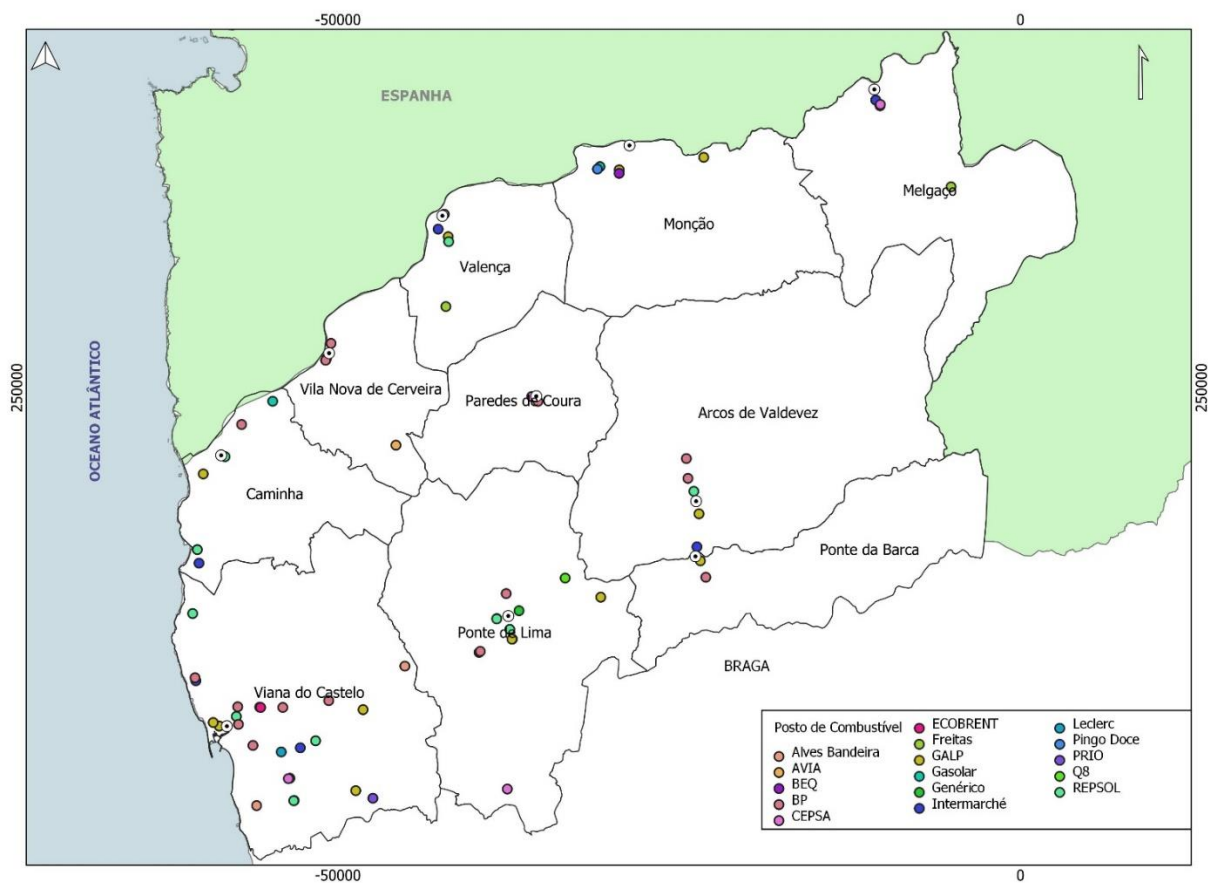 -50000
0
ESPANHA
Melgaço
Monção
Valença
OCEANO ATLÂNTICO
250000
250000
Vila Nova de Cerveira
Paredes de Coura
Arcos de Valdevez
Caminha
Ponte da Barca
Ponte de Lima
BRAGA
Viana do Castelo
Posto de Combustível
Alves Bandeira
AVIA
BEQ
BP
CEPSA
ECOBRENT
Freitas
GALP
Gasolar
Genérico
Intermarché
Leclerc
Pingo Doce
PRIO
Q8
REPSOL
-50000
0